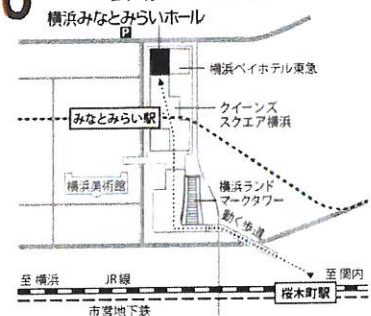 横浜みなとみらいホール
P
横浜ベイホテル東急
クイーンズ
スクエア横浜
みなとみらい駅
横浜美術館
横浜ランド
マークタワー
動く歩道
至 横浜
JR線
至 関内
桜木町駅
市営地下鉄